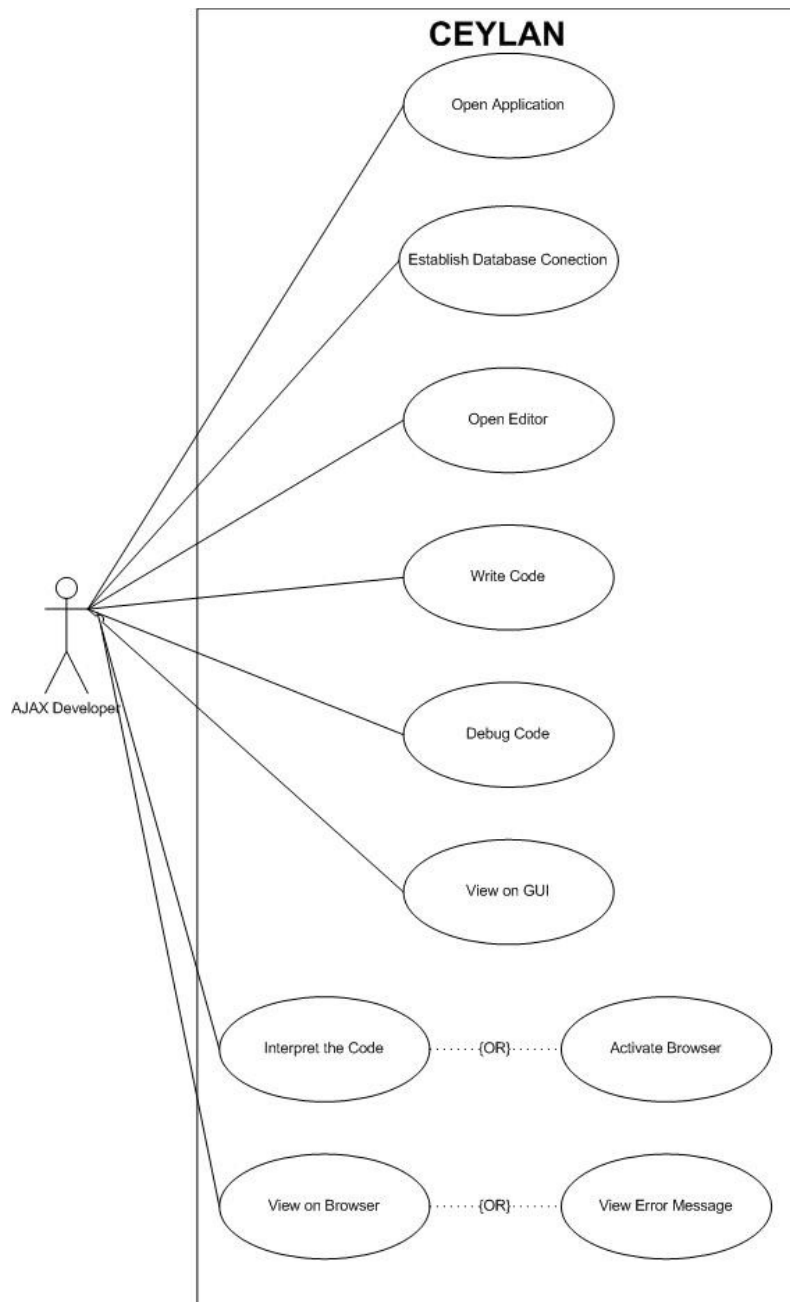 CEYLAN
Open Application
Establish Database Conection
Open Editor
Write Code
AJAX Developer
Debug Code
View on GUI
Interpret the Code
{OR}
Activate Browser
View on Browser
{OR}
View Error Message